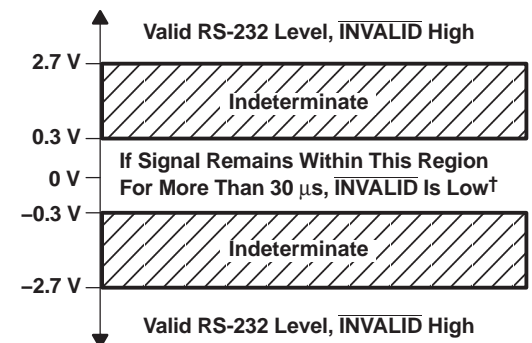 Valid RS-232 Level, INVALID High
2.7 V
Indeterminate
0.3 V
If Signal Remains Within This Region
0 V
For More Than 30 μs, INVALID Is Low†
−0.3 V
Indeterminate
−2.7 V
Valid RS-232 Level, INVALID High